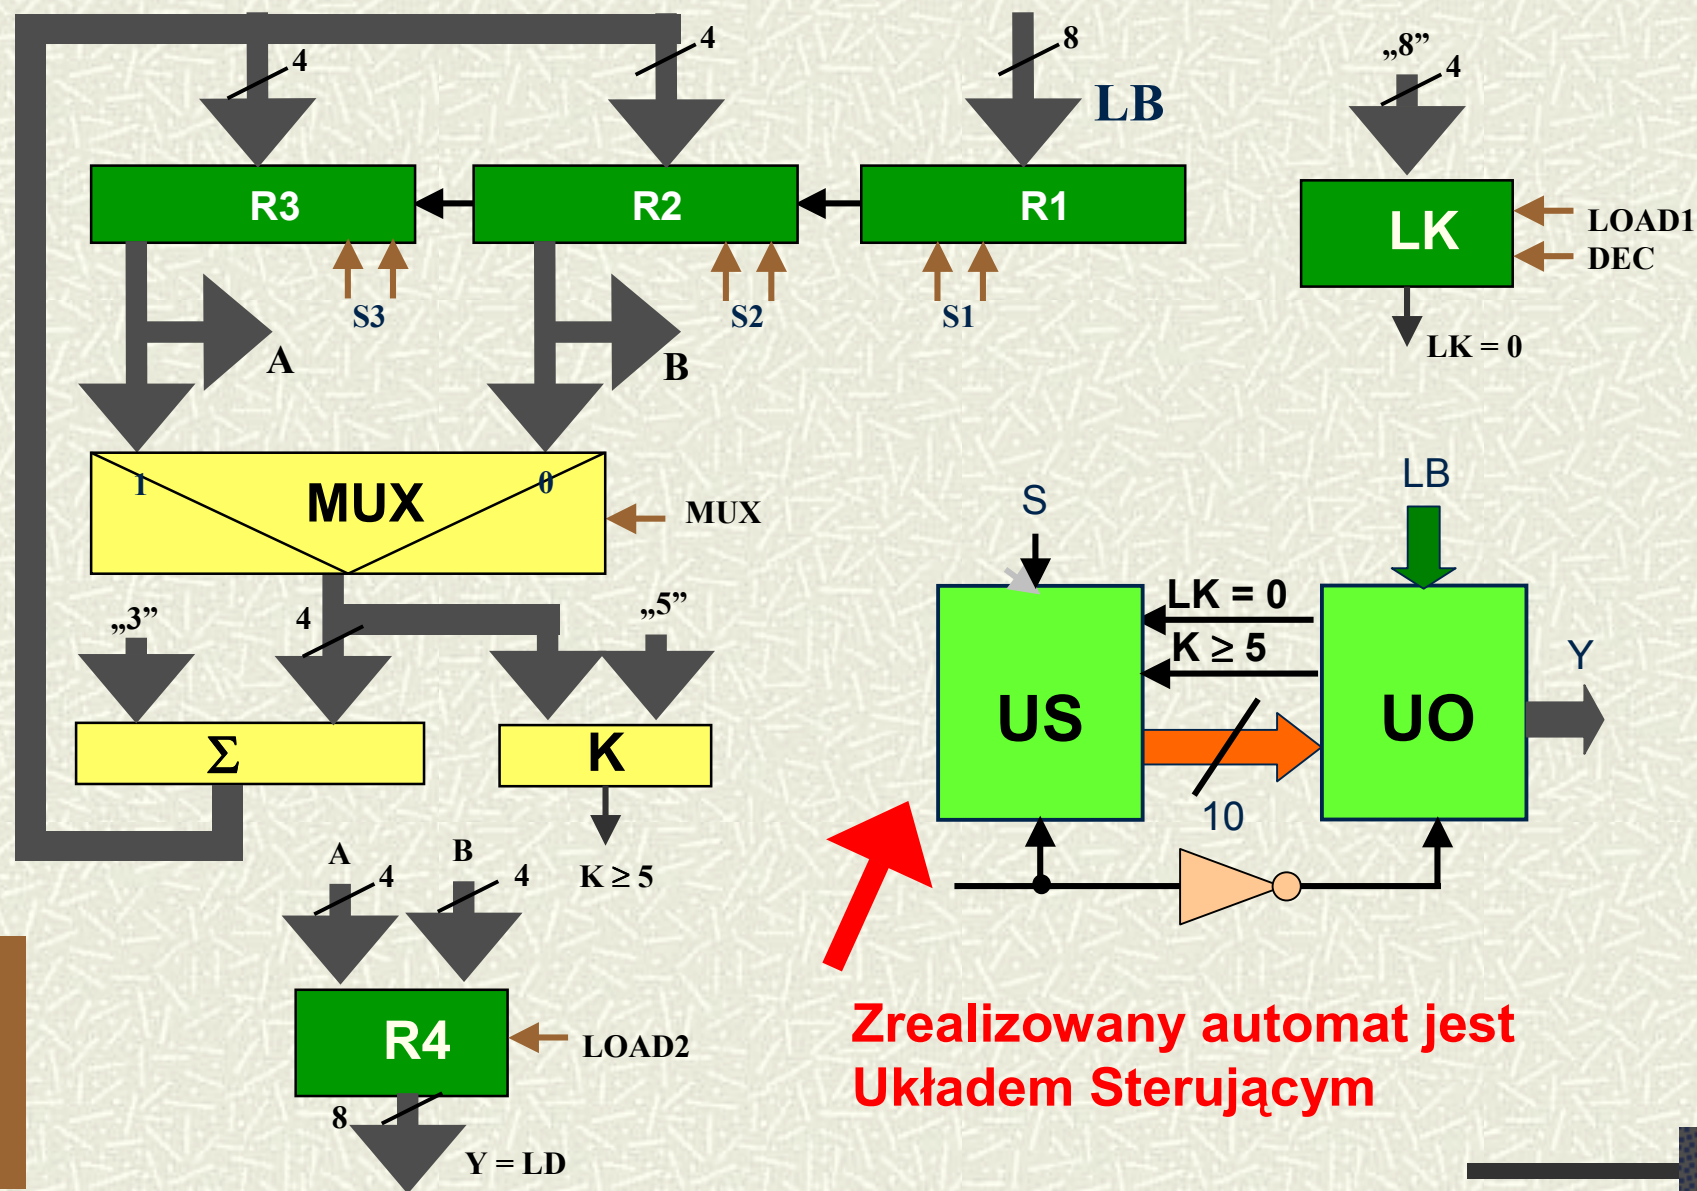 4
4
8
„8”
4
LB
R3
R2
R1
LK
LOAD1
DEC
S3
S2
S1
LK = 0
A
B
1
MUX
0
MUX
„3”
4
„5”
Σ
K
K ≥ 5
A
4
B
4
R4
LOAD2
8
Y = LD
S
LB
LK = 0
K ≥ 5
US
UO
Y
10
Zrealizowany automat jest
Układem Sterującym